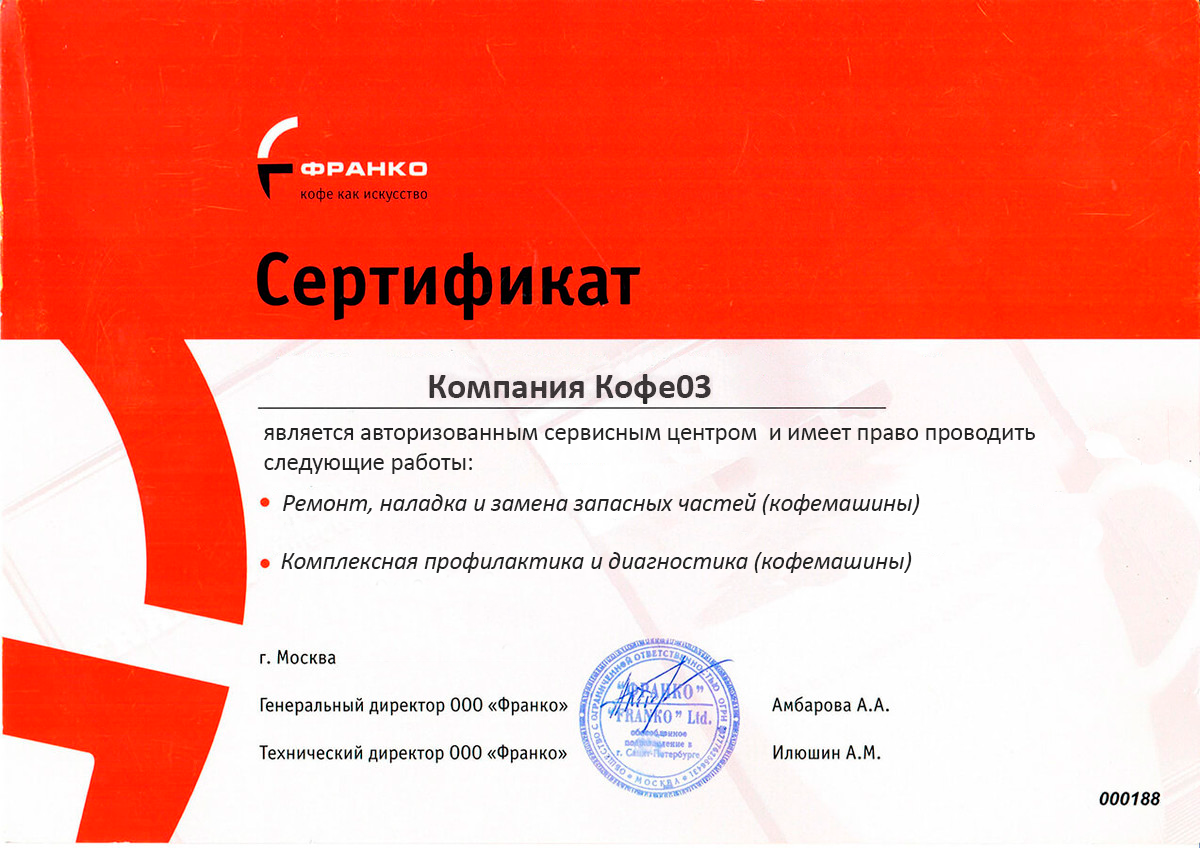 ФРАНКО
кофе как искусство
Сертификат
Компания Кофе03
является авторизованным сервисным центром и имеет право проводить
следующие работы:
• Ремонт, наладка и замена запасных частей (кофемашины)
• Комплексная профилактика и диагностика (кофемашины)
г. Москва
Генеральный директор ООО «Франко»
Амбарова А.А.
Технический директор ООО «Франко»
Илюшин А.М.
ОБЩЕСТВО С ОГРАНИЧЕННОЙ ОТВЕТСТВЕННОСТЬЮ
"ФРАНКО"
"FRANKO" Ltd.
обособленное
подразделение в
г. Санкт-Петербурге
МОСКВА
000188